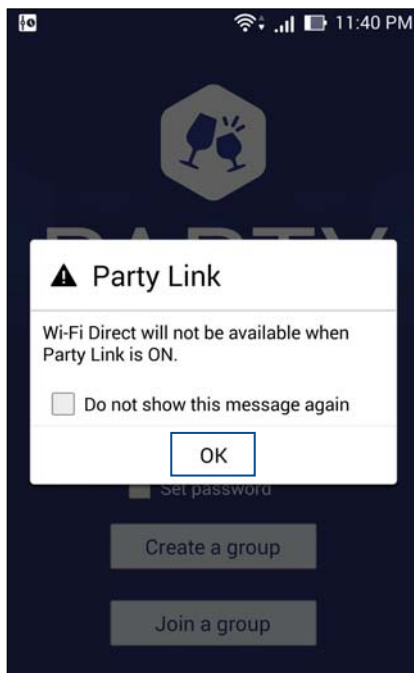 11:40 PM
PARTY
Party Link
Wi-Fi Direct will not be available when
Party Link is ON.
Do not show this message again
OK
Set password
Create a group
Join a group